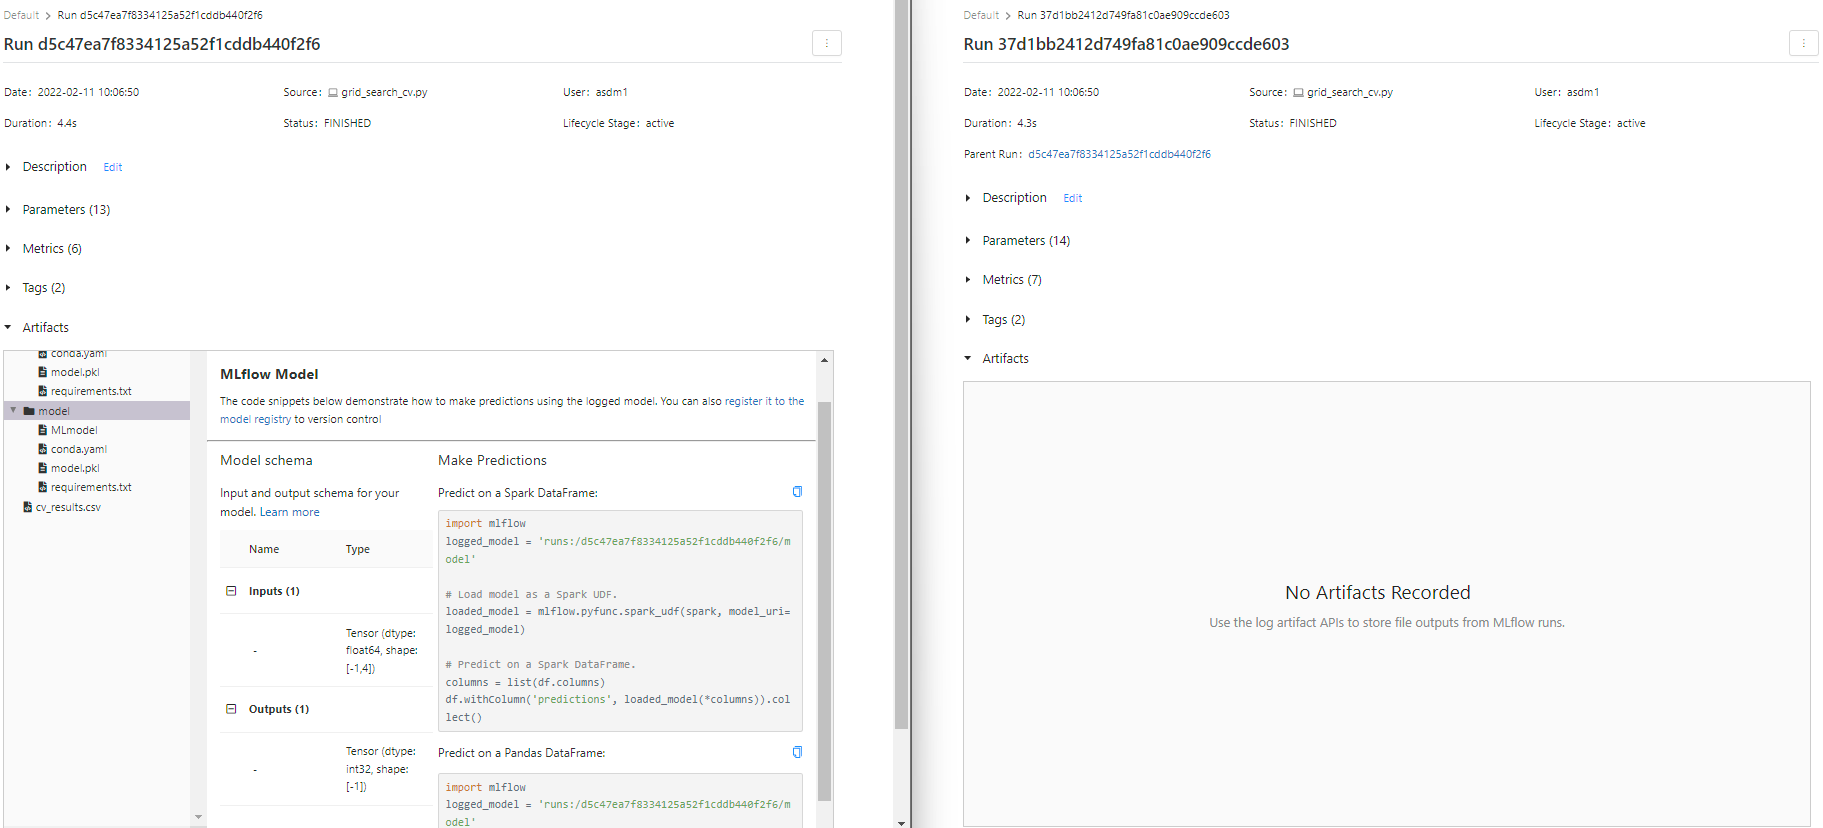 Default > Run d5c47ea7f8334125a52f1cddb440f2f6
Run d5c47ea7f8334125a52f1cddb440f2f6
Date: 2022-02-11 10:06:50
Source: grid_search_cv.py
User: asdm1
Duration: 4.4s
Status: FINISHED
Lifecycle Stage: active
Description Edit
Parameters (13)
Metrics (6)
Tags (2)
Artifacts
conda.yaml
model.pkl
requirements.txt
model
MLmodel
conda.yaml
model.pkl
requirements.txt
cv_results.csv
MLflow Model
The code snippets below demonstrate how to make predictions using the logged model. You can also register it to the
model registry to version control
Model schema
Input and output schema for your
model. Learn more
Name Type
Inputs (1)
- Tensor (dtype:
float64, shape:
[-1,4])
Outputs (1)
- Tensor (dtype:
int32, shape:
[-1])
Make Predictions
Predict on a Spark DataFrame:
import mlflow
logged_model = 'runs:/d5c47ea7f8334125a52f1cddb440f2f6/m
odel'
# Load model as a Spark UDF.
loaded_model = mlflow.pyfunc.spark_udf(spark, model_uri=
logged_model)
# Predict on a Spark DataFrame.
columns = list(df.columns)
df.withColumn('predictions', loaded_model(*columns)).col
lect()
Predict on a Pandas DataFrame:
import mlflow
logged_model = 'runs:/d5c47ea7f8334125a52f1cddb440f2f6/m
odel'
Default > Run 37d1bb2412d749fa81c0ae909ccde603
Run 37d1bb2412d749fa81c0ae909ccde603
Date: 2022-02-11 10:06:50
Source: grid_search_cv.py
User: asdm1
Duration: 4.3s
Status: FINISHED
Lifecycle Stage: active
Parent Run: d5c47ea7f8334125a52f1cddb440f2f6
Description Edit
Parameters (14)
Metrics (7)
Tags (2)
Artifacts
No Artifacts Recorded
Use the log artifact APIs to store file outputs from MLflow runs.